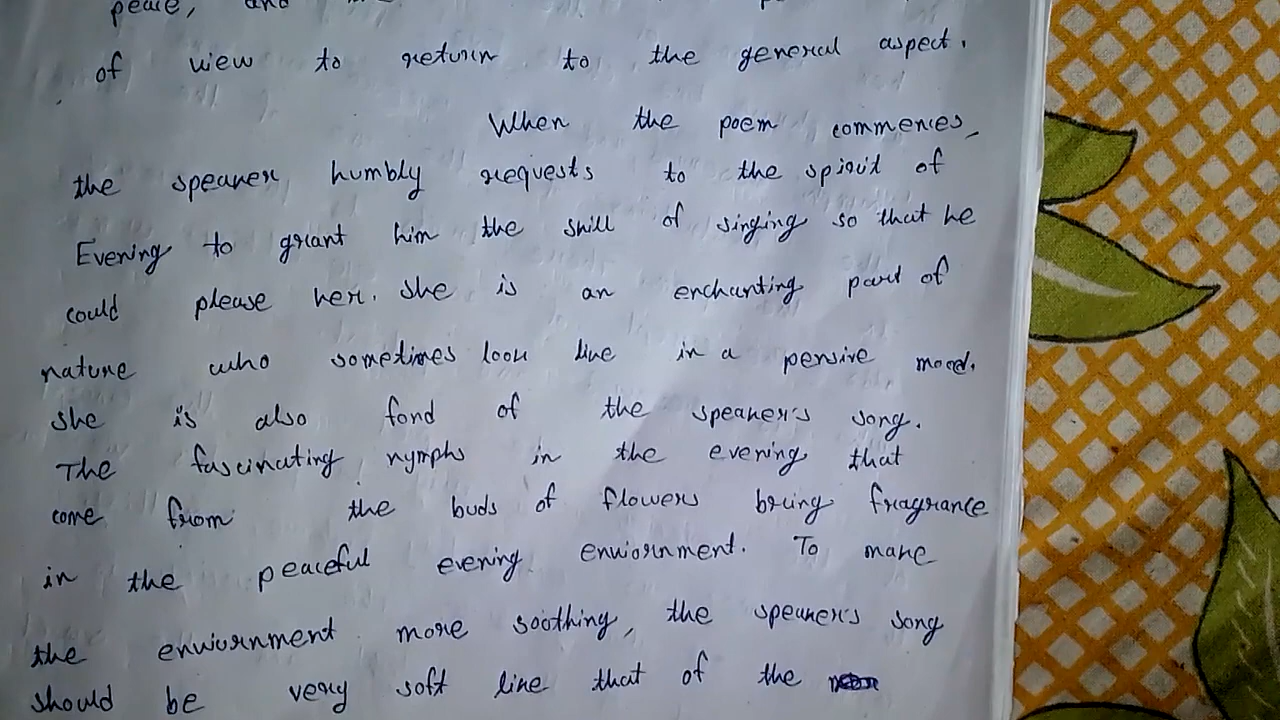 peace, and
of view to return to the general aspect.
When the poem commences,
the speaker humbly requests to the spirit of
Evening to grant him the skill of singing so that he
could please her. She is an enchanting part of
nature who sometimes look like in a pensive mood.
She is also fond of the speaker's song.
The fascinating nymphs in the evening that
come from the buds of flowers bring fragrance
in the peaceful evening enviornment. To make
the enviornment more soothing, the speaker's song
should be very soft like that of the